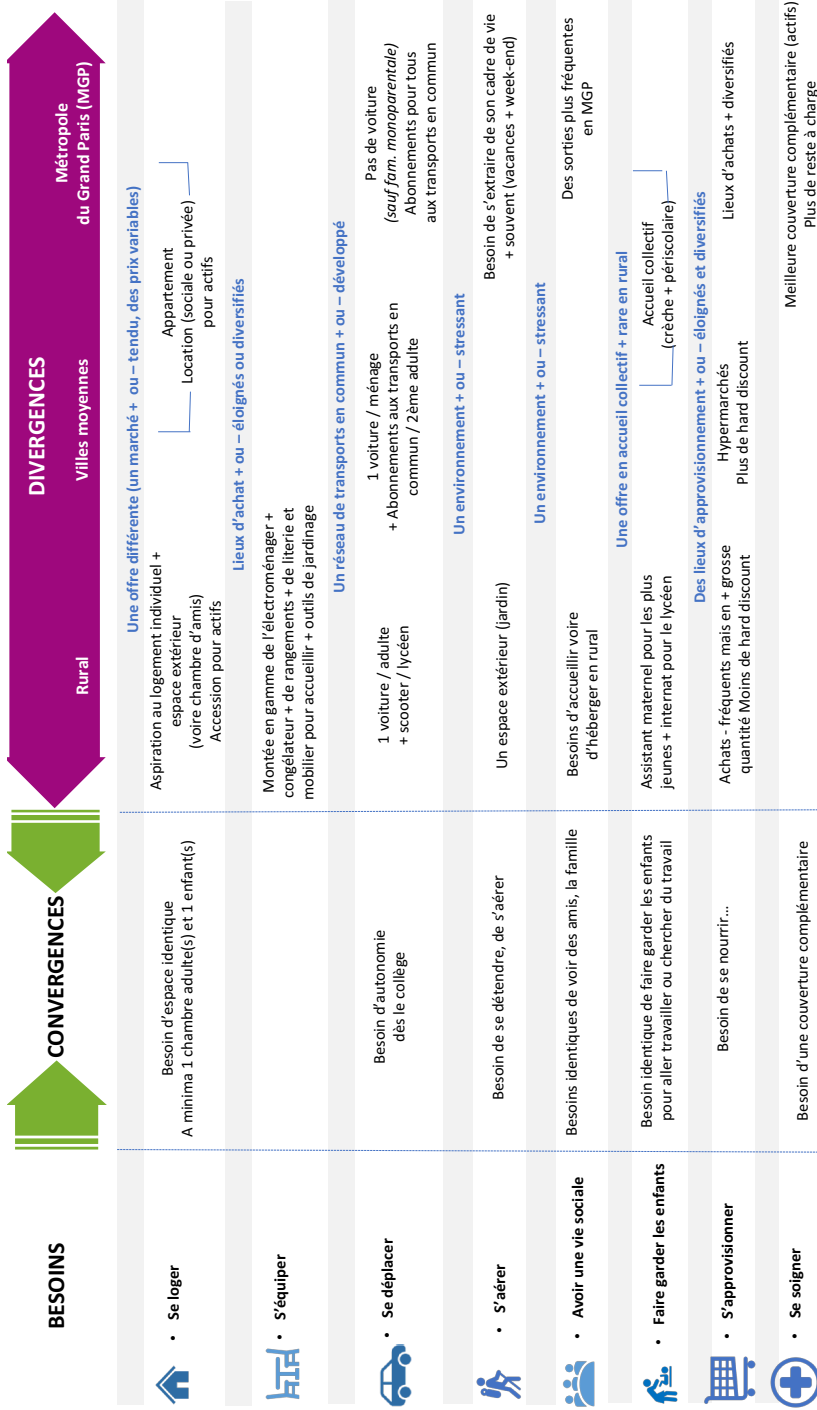 BESOINS
CONVERGENCES
DIVERGENCES
Rural
Villes moyennes
Métropole
du Grand Paris (MGP)
Une offre différente (un marché + ou – tendu, des prix variables)
• Se loger
Besoin d'espace identique
A minima 1 chambre adulte(s) et 1 enfant(s)
Aspiration au logement individuel +
espace extérieur
(voire chambre d'amis)
Accession pour actifs
Appartement
Location (sociale ou privée)
pour actifs
Lieux d'achat + ou – éloignés ou diversifiés
• S'équiper
Montée en gamme de l'électroménager +
congélateur + de rangements + de literie et
mobilier pour accueillir + outils de jardinage
Un réseau de transports en commun + ou – développé
• Se déplacer
Besoin d'autonomie
dès le collège
1 voiture / adulte
+ scooter / lycéen
1 voiture / ménage
+ Abonnements aux transports en
commun / 2ème adulte
Pas de voiture
(sauf fam. monoparentale)
Abonnements pour tous
aux transports en commun
Un environnement + ou – stressant
• S'aérer
Besoin de se détendre, de s'aérer
Un espace extérieur (jardin)
Besoin de s'extraire de son cadre de vie
+ souvent (vacances + week-end)
Un environnement + ou – stressant
• Avoir une vie sociale
Besoins identiques de voir des amis, la famille
Besoins d'accueillir voire
d'héberger en rural
Des sorties plus fréquentes
en MGP
Une offre en accueil collectif + rare en rural
• Faire garder les enfants
Besoin identique de faire garder les enfants
pour aller travailler ou chercher du travail
Assistant maternel pour les plus
jeunes + internat pour le lycéen
Accueil collectif
(crèche + périscolaire)
Des lieux d'approvisionnement + ou – éloignés et diversifiés
• S'approvisionner
Besoin de se nourrir...
Achats - fréquents mais en + grosse
quantité Moins de hard discount
Hypermarchés
Plus de hard discount
Lieux d'achats + diversifiés
• Se soigner
Besoin d'une couverture complémentaire
Meilleure couverture complémentaire (actifs)
Plus de reste à charge